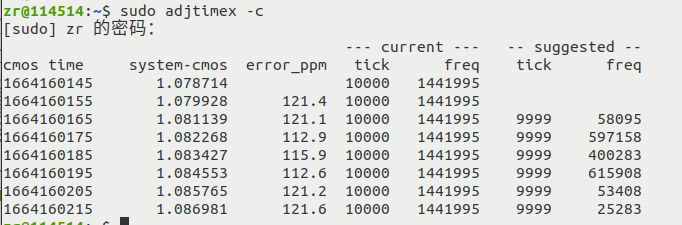 zr@114514:~$ sudo adjtimex -c
[sudo] zr 的密码：
--- current --- -- suggested --
cmos time system-cmos error_ppm tick freq tick freq
1664160145 1.078714 10000 1441995
1664160155 1.079928 121.4 10000 1441995
1664160165 1.081139 121.1 10000 1441995 9999 58095
1664160175 1.082268 112.9 10000 1441995 9999 597158
1664160185 1.083427 115.9 10000 1441995 9999 400283
1664160195 1.084553 112.6 10000 1441995 9999 615908
1664160205 1.085765 121.2 10000 1441995 9999 53408
1664160215 1.086981 121.6 10000 1441995 9999 25283
zr@114514:~$